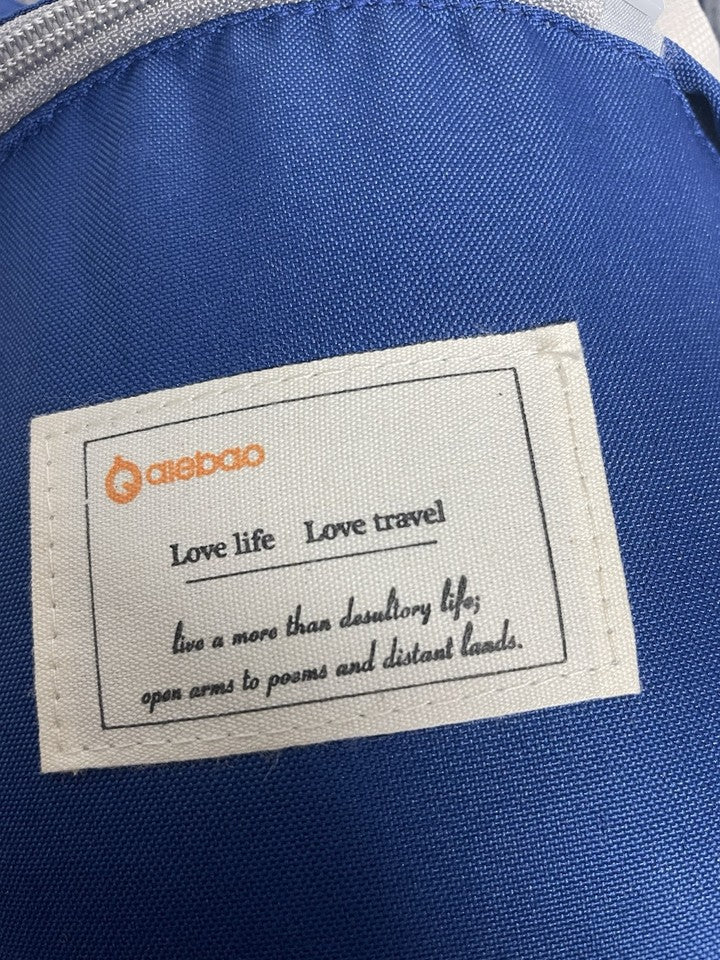 aiebao
Love life Love travel
live a more than desultory life;
open arms to poems and distant lands.